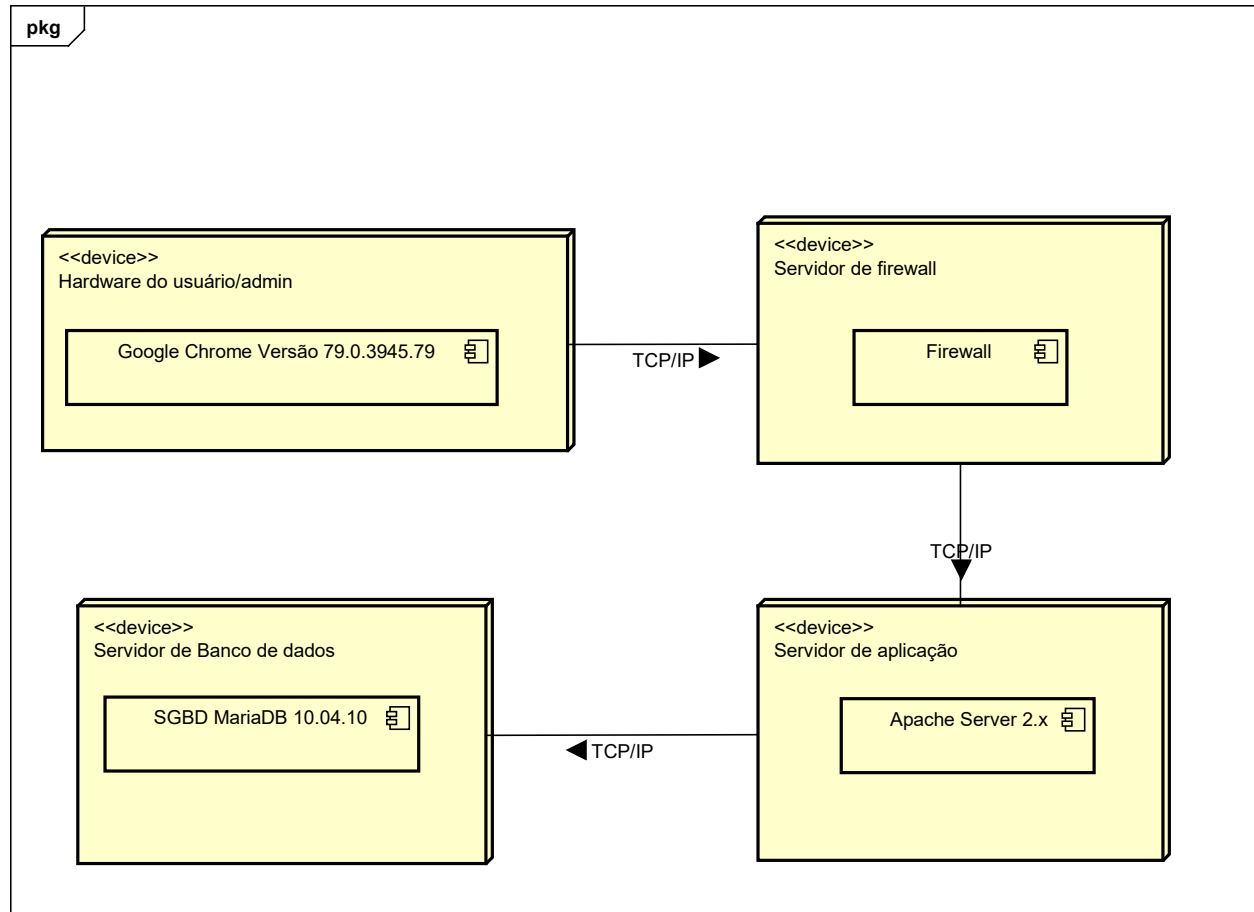 pkg
<<device>>
Hardware do usuário/admin
Google Chrome Versão 79.0.3945.79
TCP/IP
<<device>>
Servidor de firewall
Firewall
TCP/IP
<<device>>
Servidor de Banco de dados
SGBD MariaDB 10.04.10
TCP/IP
<<device>>
Servidor de aplicação
Apache Server 2.x